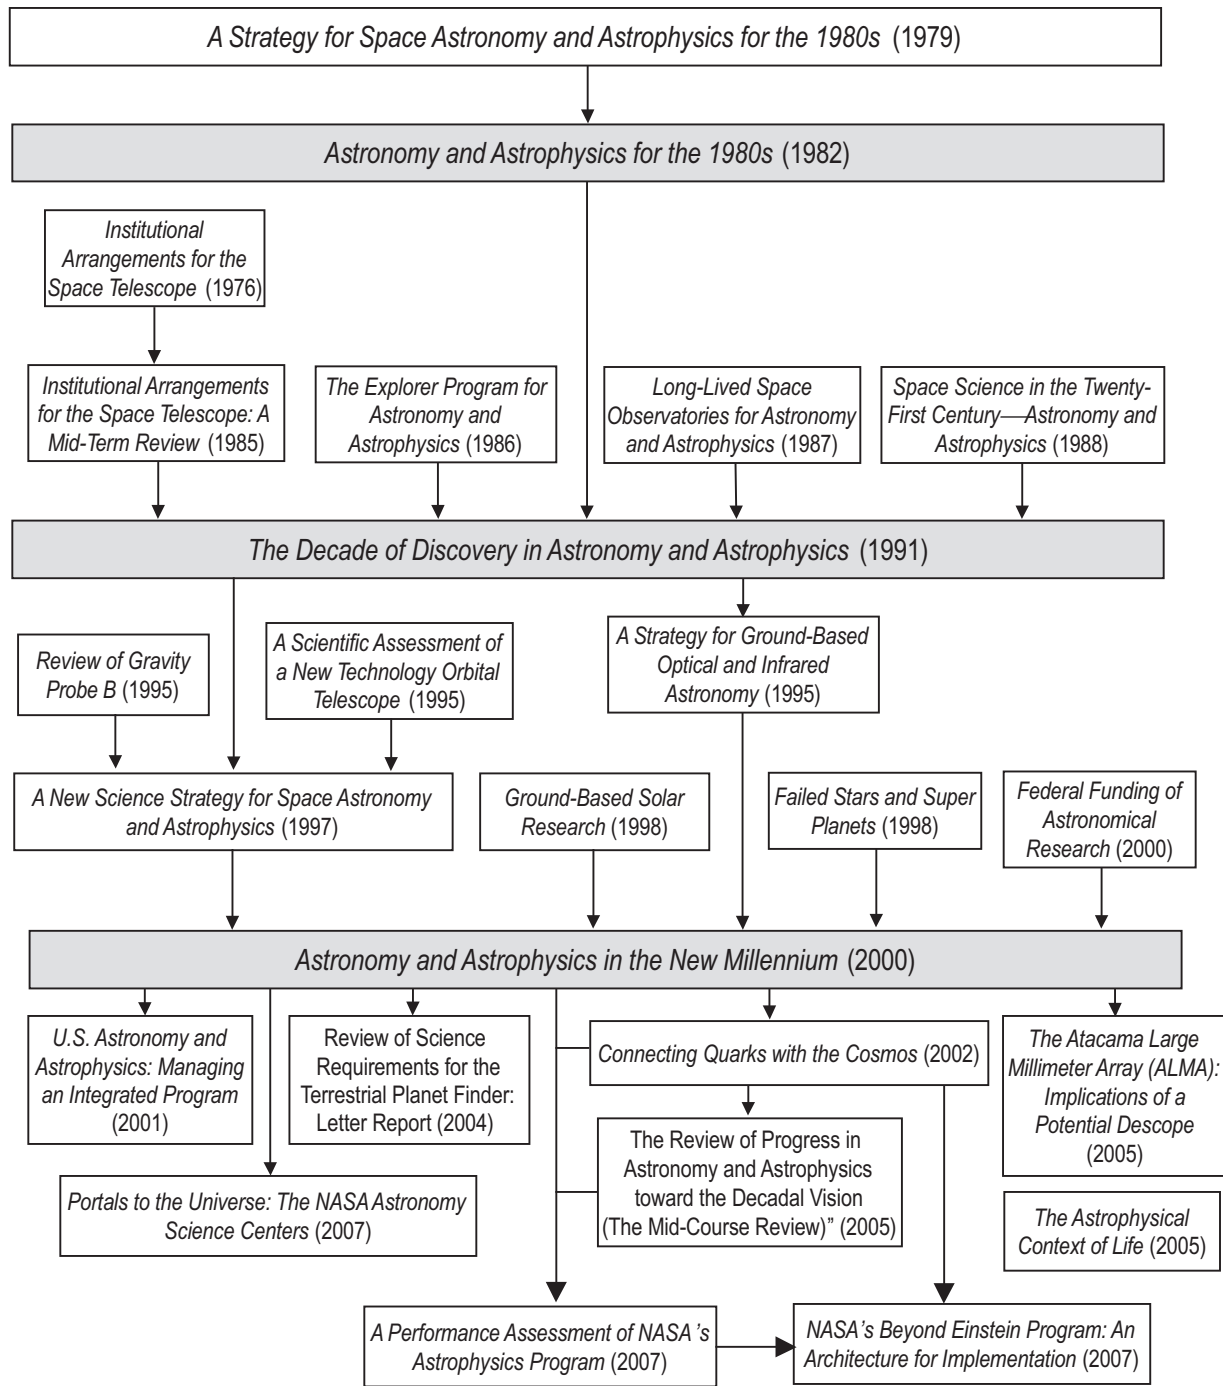 A Strategy for Space Astronomy and Astrophysics for the 1980s (1979)
Astronomy and Astrophysics for the 1980s (1982)
Institutional
Arrangements for the
Space Telescope (1976)
Institutional Arrangements
for the Space Telescope: A
Mid-Term Review (1985)
The Explorer Program for
Astronomy and
Astrophysics (1986)
Long-Lived Space
Observatories for Astronomy
and Astrophysics (1987)
Space Science in the Twenty-
First Century—Astronomy and
Astrophysics (1988)
The Decade of Discovery in Astronomy and Astrophysics (1991)
Review of Gravity
Probe B (1995)
A Scientific Assessment of
a New Technology Orbital
Telescope (1995)
A Strategy for Ground-Based
Optical and Infrared
Astronomy (1995)
A New Science Strategy for Space Astronomy
and Astrophysics (1997)
Ground-Based Solar
Research (1998)
Failed Stars and Super
Planets (1998)
Federal Funding of
Astronomical
Research (2000)
Astronomy and Astrophysics in the New Millennium (2000)
U.S. Astronomy and
Astrophysics: Managing
an Integrated Program
(2001)
Review of Science
Requirements for the
Terrestrial Planet Finder:
Letter Report (2004)
Connecting Quarks with the Cosmos (2002)
The Atacama Large
Millimeter Array (ALMA):
Implications of a
Potential Descope
(2005)
Portals to the Universe: The NASA Astronomy
Science Centers (2007)
The Review of Progress in
Astronomy and Astrophysics
toward the Decadal Vision
(The Mid-Course Review)” (2005)
The Astrophysical
Context of Life (2005)
A Performance Assessment of NASA's
Astrophysics Program (2007)
NASA's Beyond Einstein Program: An
Architecture for Implementation (2007)